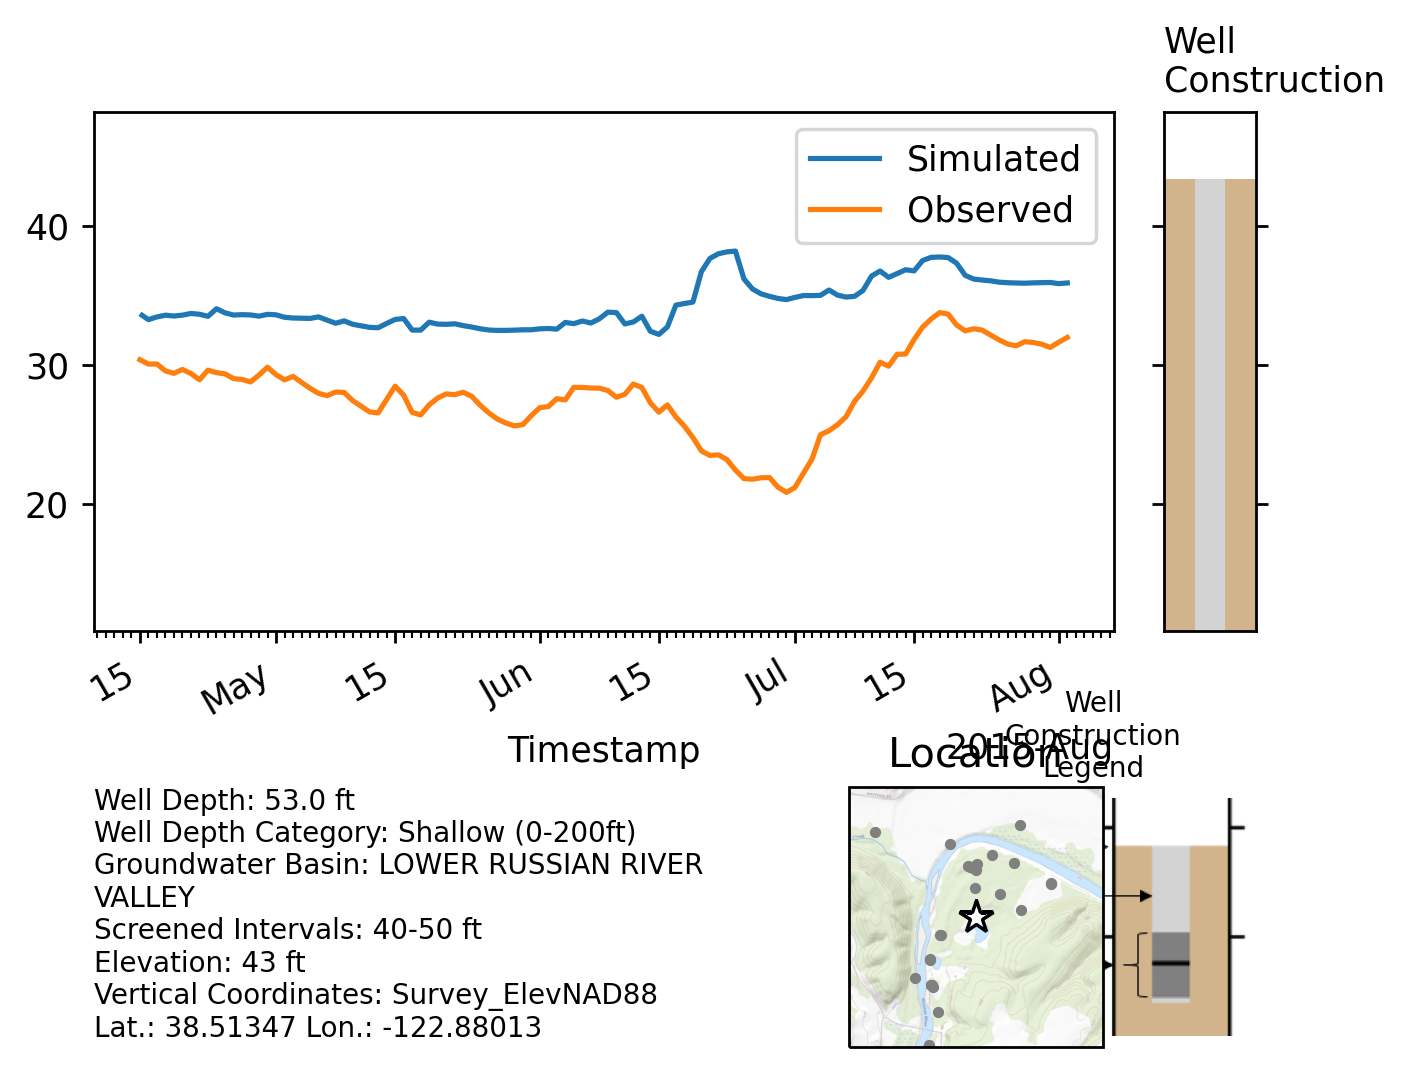 Well
Construction
Simulated
Observed
40
30
20
15
May
15
Jun
15
Jul
15
Aug
Timestamp
2015-Aug
Location
Well
Construction
Legend
Well Depth: 53.0 ft
Well Depth Category: Shallow (0-200ft)
Groundwater Basin: LOWER RUSSIAN RIVER
VALLEY
Screened Intervals: 40-50 ft
Elevation: 43 ft
Vertical Coordinates: Survey_ElevNAD88
Lat.: 38.51347 Lon.: -122.88013